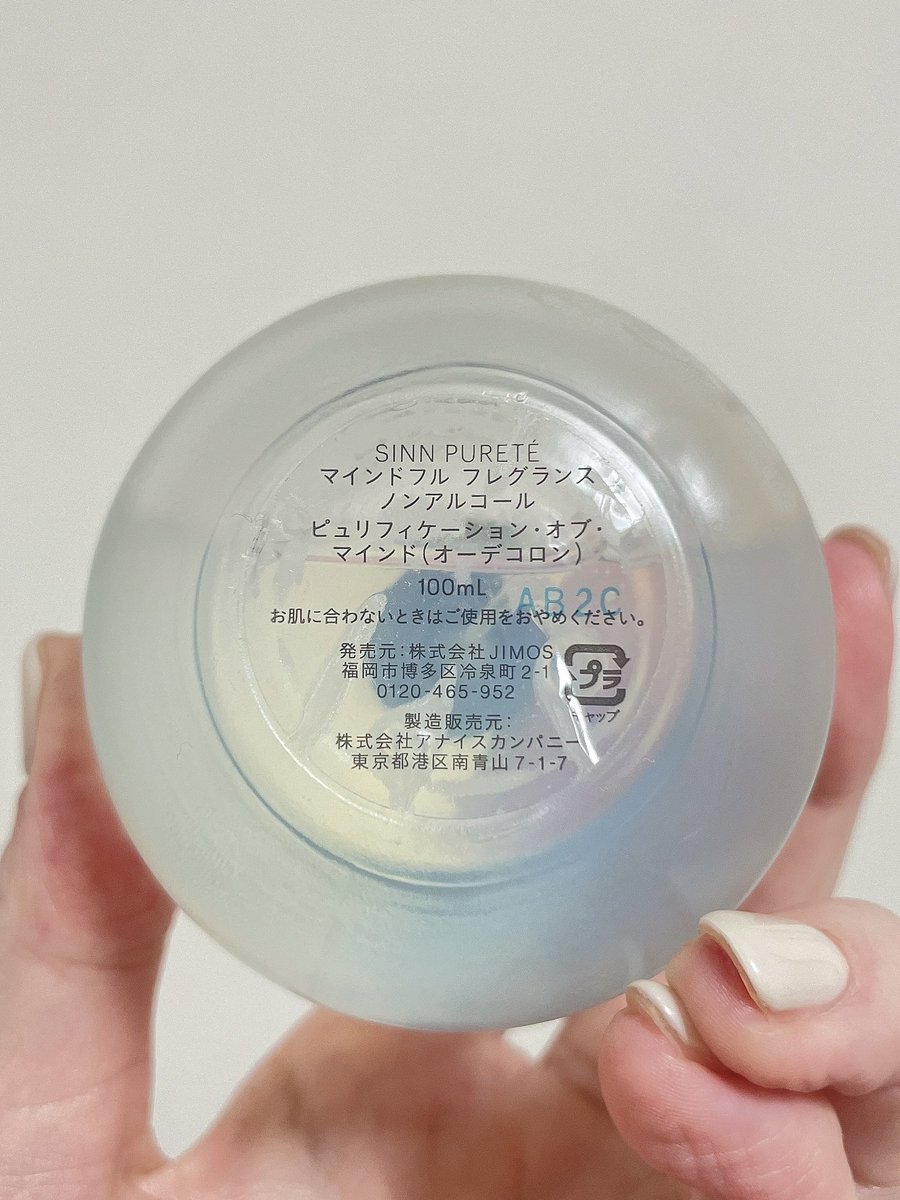 SINN PURETÉ
マインドフル フレグランス
ノンアルコール
ピュリフィケーション・オブ・
マインド(オーデコロン)
100mL
AB2C
お肌に合わないときはご使用をおやめください。
発売元:株式会社JIMOS
福岡市博多区冷泉町2-1
0120-465-952
プラ
キャップ
製造販売元:
株式会社アナイスカンパニー
東京都港区南青山7-1-7